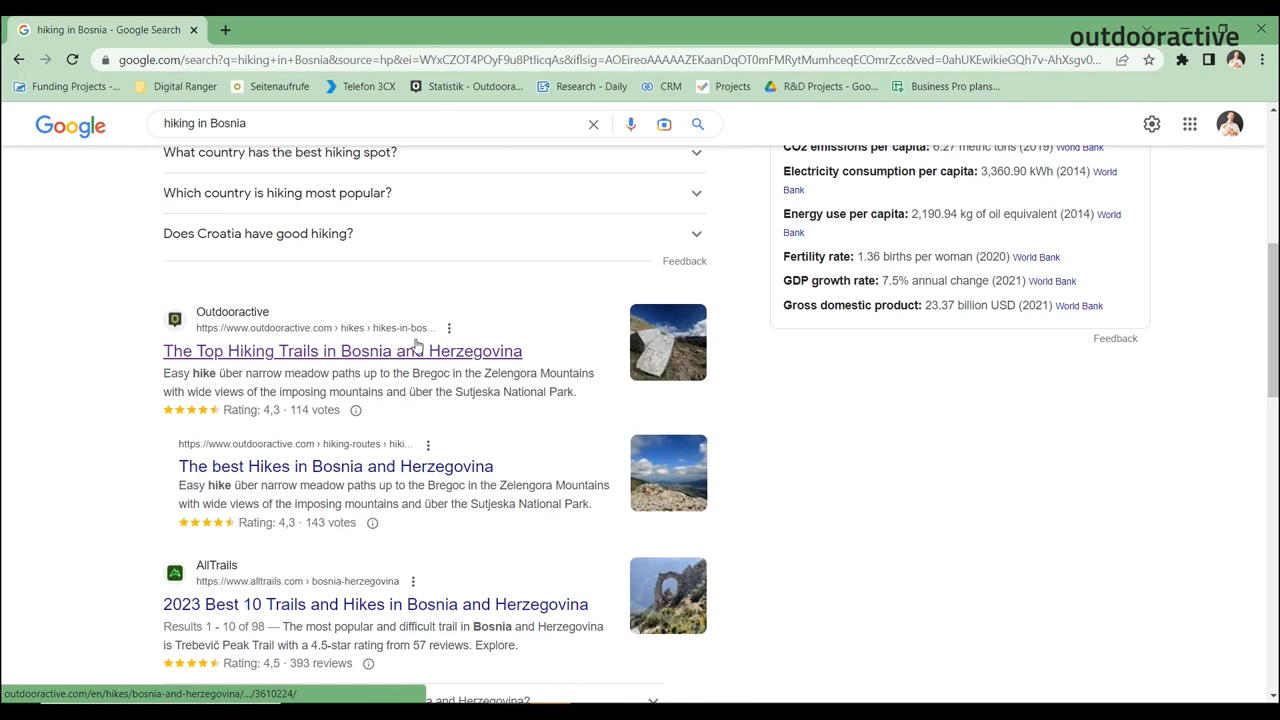 hiking in Bosnia - Google Search
outdooractive
google.com/search?q=hiking+in+Bosnia&source=hp&ei=WYxCZOT4POyF9u8PtvKqAs&iflsig=AOEireoAAAAAZEKaanDqOT0mFMRytMumhceqECOmrZcc&ved=0ahUKEwikieGQh7v-AhXsgv0...
Funding Projects -...
Digital Ranger
Seitenaufrufe
Telefon 3CX
Statistik - Outdoora...
Research - Daily
CRM
Projects
R&D Projects - Goo...
Business Pro plans...
Google
hiking in Bosnia
What country has the best hiking spot?
Which country is hiking most popular?
Does Croatia have good hiking?
Feedback
Outdooractive
https://www.outdooractive.com › hikes › hikes-in-bos...
The Top Hiking Trails in Bosnia and Herzegovina
Easy hike über narrow meadow paths up to the Bregoc in the Zelengora Mountains
with wide views of the imposing mountains and über the Sutjeska National Park.
Rating: 4,3 · 114 votes
https://www.outdooractive.com › hiking-routes › hiki...
The best Hikes in Bosnia and Herzegovina
Easy hike über narrow meadow paths up to the Bregoc in the Zelengora Mountains
with wide views of the imposing mountains and über the Sutjeska National Park.
Rating: 4,3 · 143 votes
AllTrails
https://www.alltrails.com › bosnia-herzegovina
2023 Best 10 Trails and Hikes in Bosnia and Herzegovina
Results 1 - 10 of 98 — The most popular and difficult trail in Bosnia and Herzegovina
is Trebević Peak Trail with a 4.5-star rating from 57 reviews. Explore.
Rating: 4,5 · 393 reviews
a and Herzegovina?
CO2 emissions per capita: 6.27 metric tons (2019) World Bank
Electricity consumption per capita: 3,360.90 kWh (2014) World
Bank
Energy use per capita: 2,190.94 kg of oil equivalent (2014) World
Bank
Fertility rate: 1.36 births per woman (2020) World Bank
GDP growth rate: 7.5% annual change (2021) World Bank
Gross domestic product: 23.37 billion USD (2021) World Bank
Feedback
outdooractive.com/en/hikes/bosnia-and-herzegovina/.../3610224/